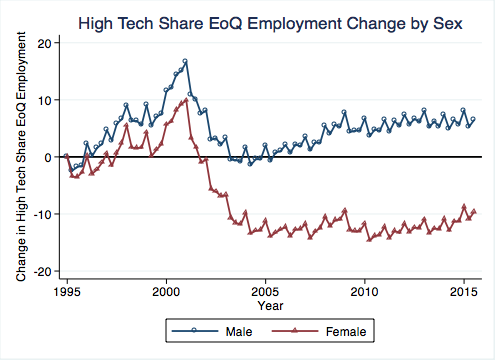 High Tech Share EoQ Employment Change by Sex
Change in High Tech Share EoQ Employment
20
10
0
-10
-20
1995
2000
2005
2010
2015
Year
Male
Female